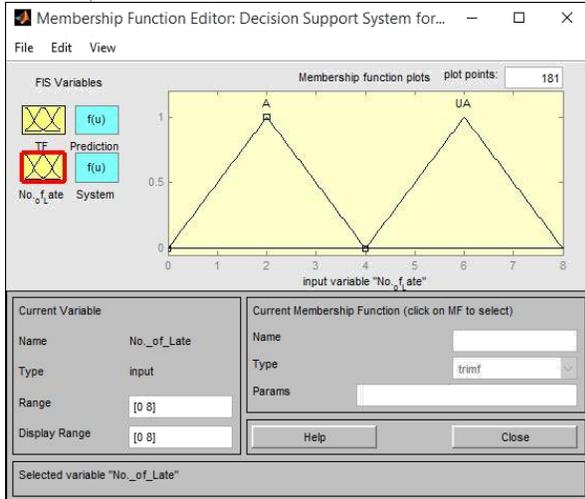 Membership Function Editor: Decision Support System for...
File Edit View
FIS Variables
f(u)
TF Prediction
f(u)
No._of_Late System
Membership function plots plot points: 181
A UA
1
0.5
0
0 1 2 3 4 5 6 7 8
input variable "No._of_Late"
Current Variable
Name No._of_Late
Type input
Range [0 8]
Display Range [0 8]
Current Membership Function (click on MF to select)
Name
Type trimf
Params
Help Close
Selected variable "No._of_Late"